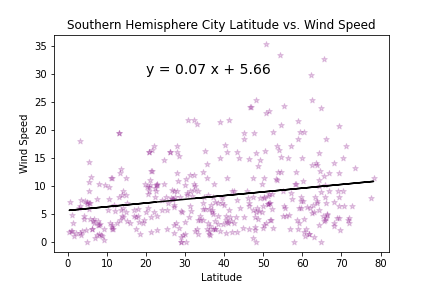 Southern Hemisphere City Latitude vs. Wind Speed
35
30
25
20
15
10
5
0
Wind Speed
y = 0.07 x + 5.66
0 10 20 30 40 50 60 70 80
Latitude